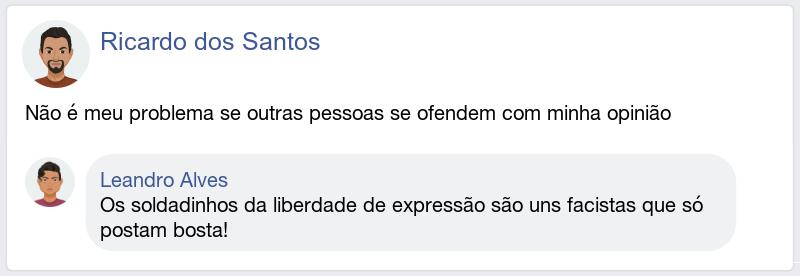 Ricardo dos Santos
Não é meu problema se outras pessoas se ofendem com minha opinião
Leandro Alves
Os soldadinhos da liberdade de expressão são uns facistas que só
postam bosta!